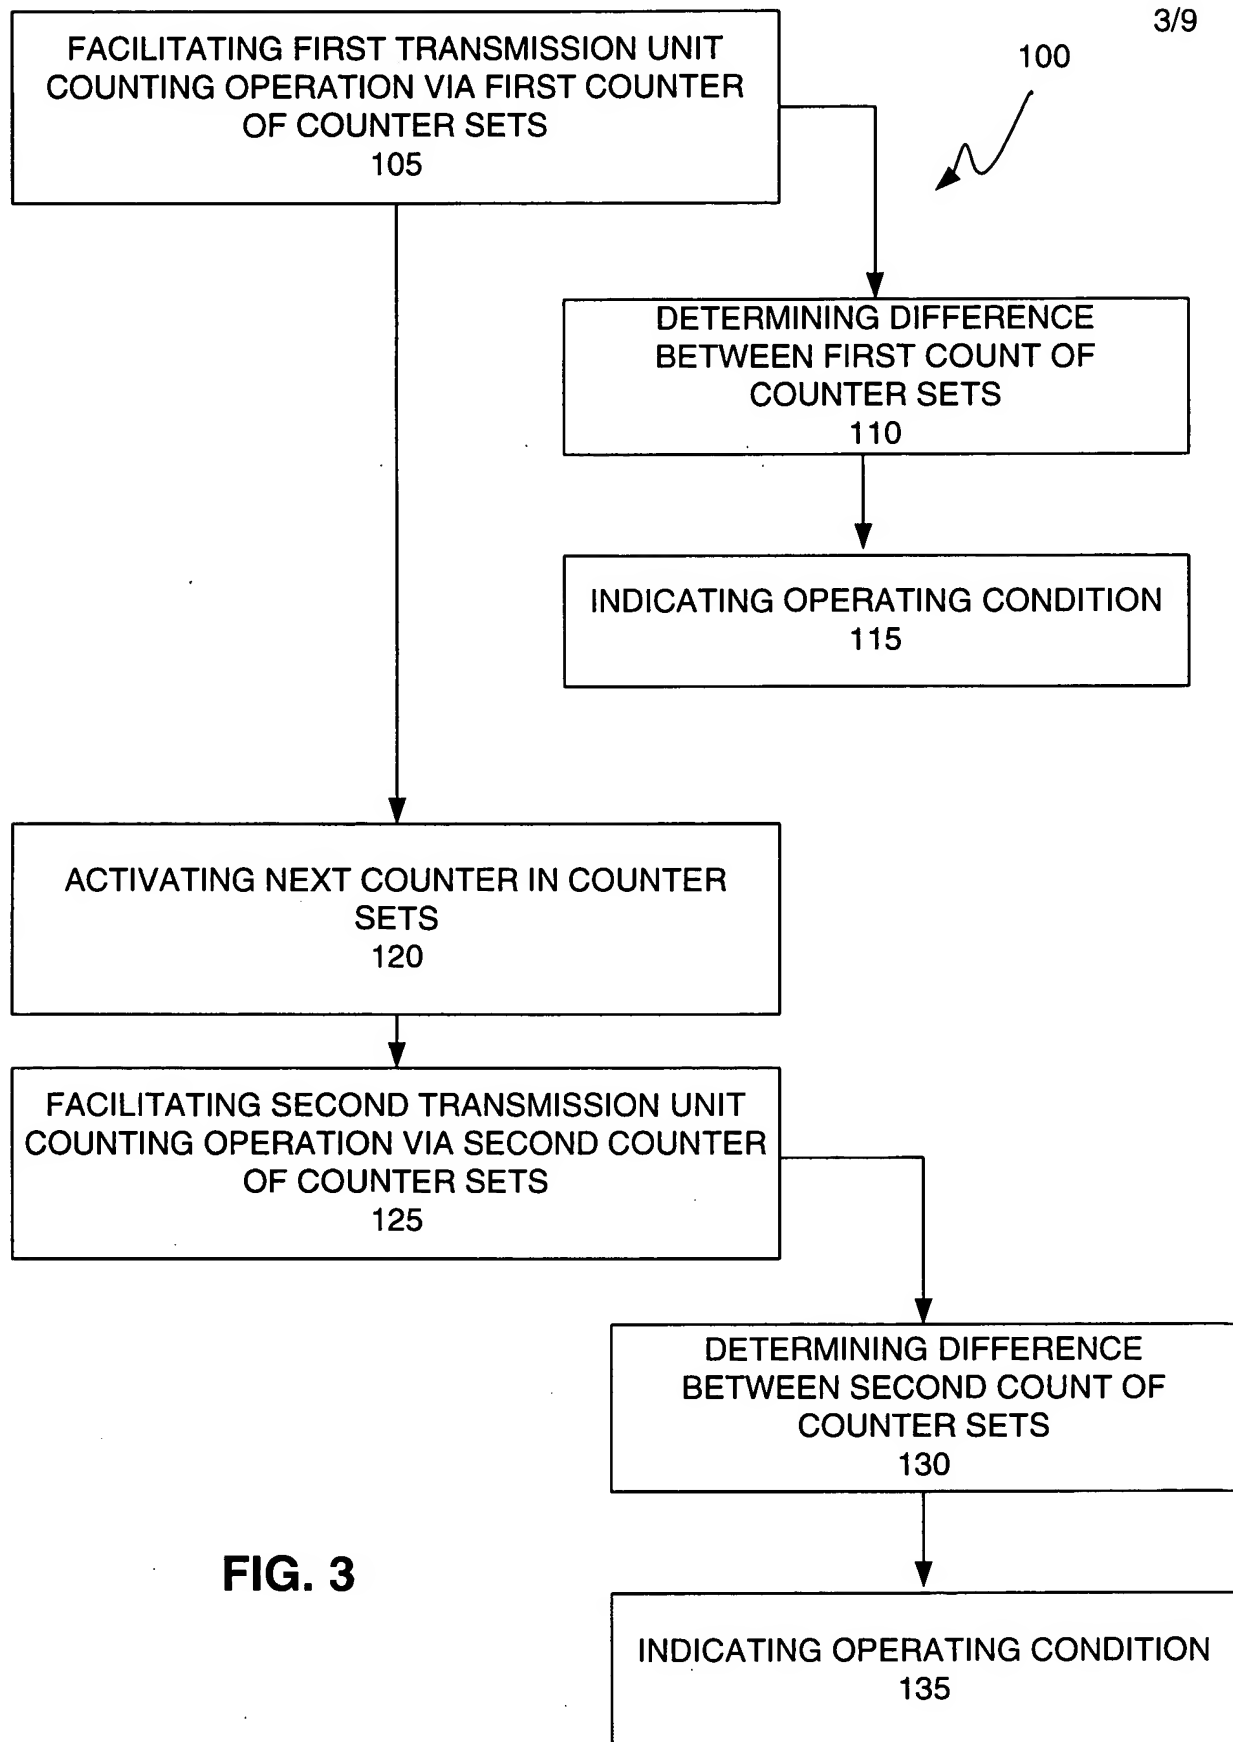 3/9
100
FACILITATING FIRST TRANSMISSION UNIT
COUNTING OPERATION VIA FIRST COUNTER
OF COUNTER SETS
105
DETERMINING DIFFERENCE
BETWEEN FIRST COUNT OF
COUNTER SETS
110
INDICATING OPERATING CONDITION
115
ACTIVATING NEXT COUNTER IN COUNTER
SETS
120
FACILITATING SECOND TRANSMISSION UNIT
COUNTING OPERATION VIA SECOND COUNTER
OF COUNTER SETS
125
DETERMINING DIFFERENCE
BETWEEN SECOND COUNT OF
COUNTER SETS
130
INDICATING OPERATING CONDITION
135
FIG. 3